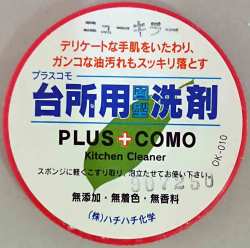 ニューキラー
デリケートな手肌をいたわり、
ガンコな油汚れもスッキリ落とす
プラスコモ
台所用固型洗剤
PLUS+COMO
Kitchen Cleaner
スポンジに軽くこすり取り、泡立たせてお使い下さい。
無添加・無着色・無香料
(株)ハチハチ化学
OK-010